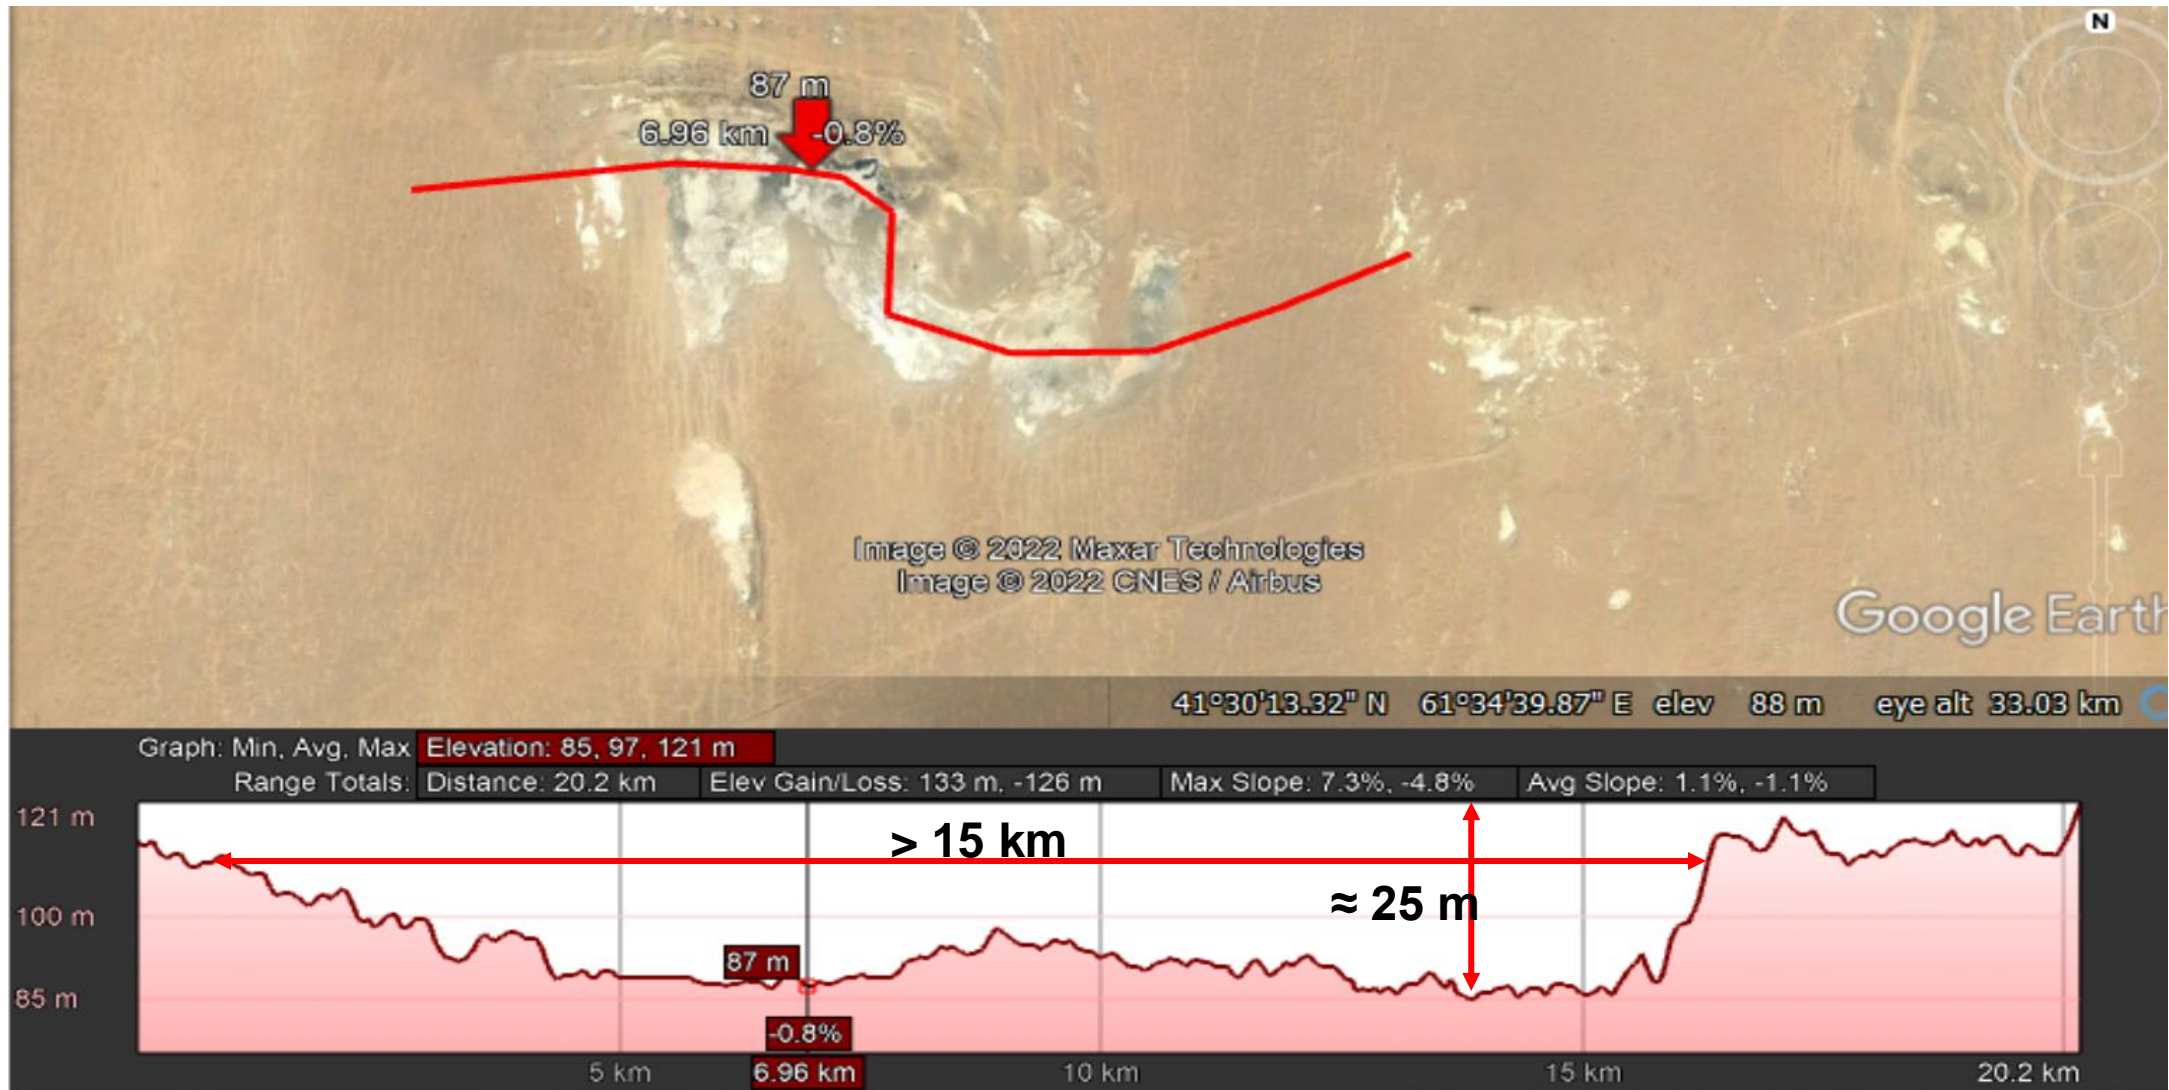 N
87 m
6.96 km -0.8%
Image © 2022 Maxar Technologies
Image © 2022 CNES / Airbus
Google Earth
41°30'13.32" N 61°34'39.87" E elev 88 m eye alt 33.03 km
Graph: Min, Avg, Max Elevation: 85, 97, 121 m
Range Totals: Distance: 20.2 km Elev Gain/Loss: 133 m, -126 m Max Slope: 7.3%, -4.8% Avg Slope: 1.1%, -1.1%
121 m
> 15 km
≈ 25 m
100 m
87 m
85 m
-0.8%
5 km 6.96 km 10 km 15 km 20.2 km